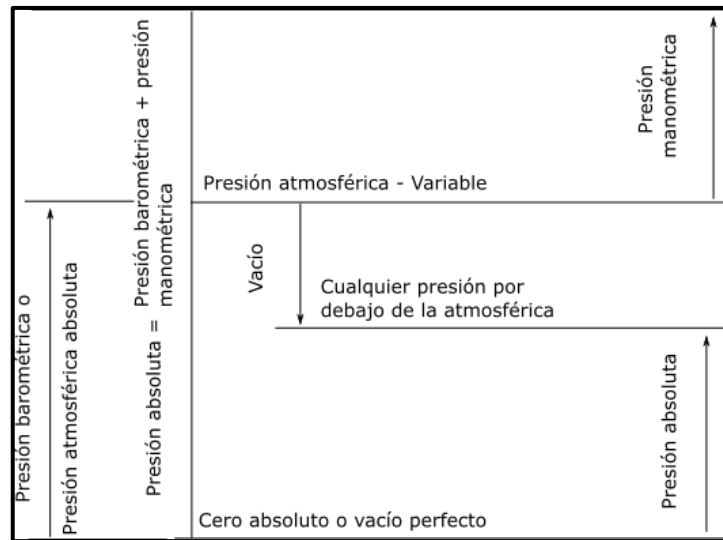 Presión barométrica o
Presión atmosférica absoluta
Presión absoluta = Presión barométrica + presión
manométrica
Presión
manométrica
Presión atmosférica - Variable
Vacío
Cualquier presión por
debajo de la atmosférica
Presión absoluta
Cero absoluto o vacío perfecto